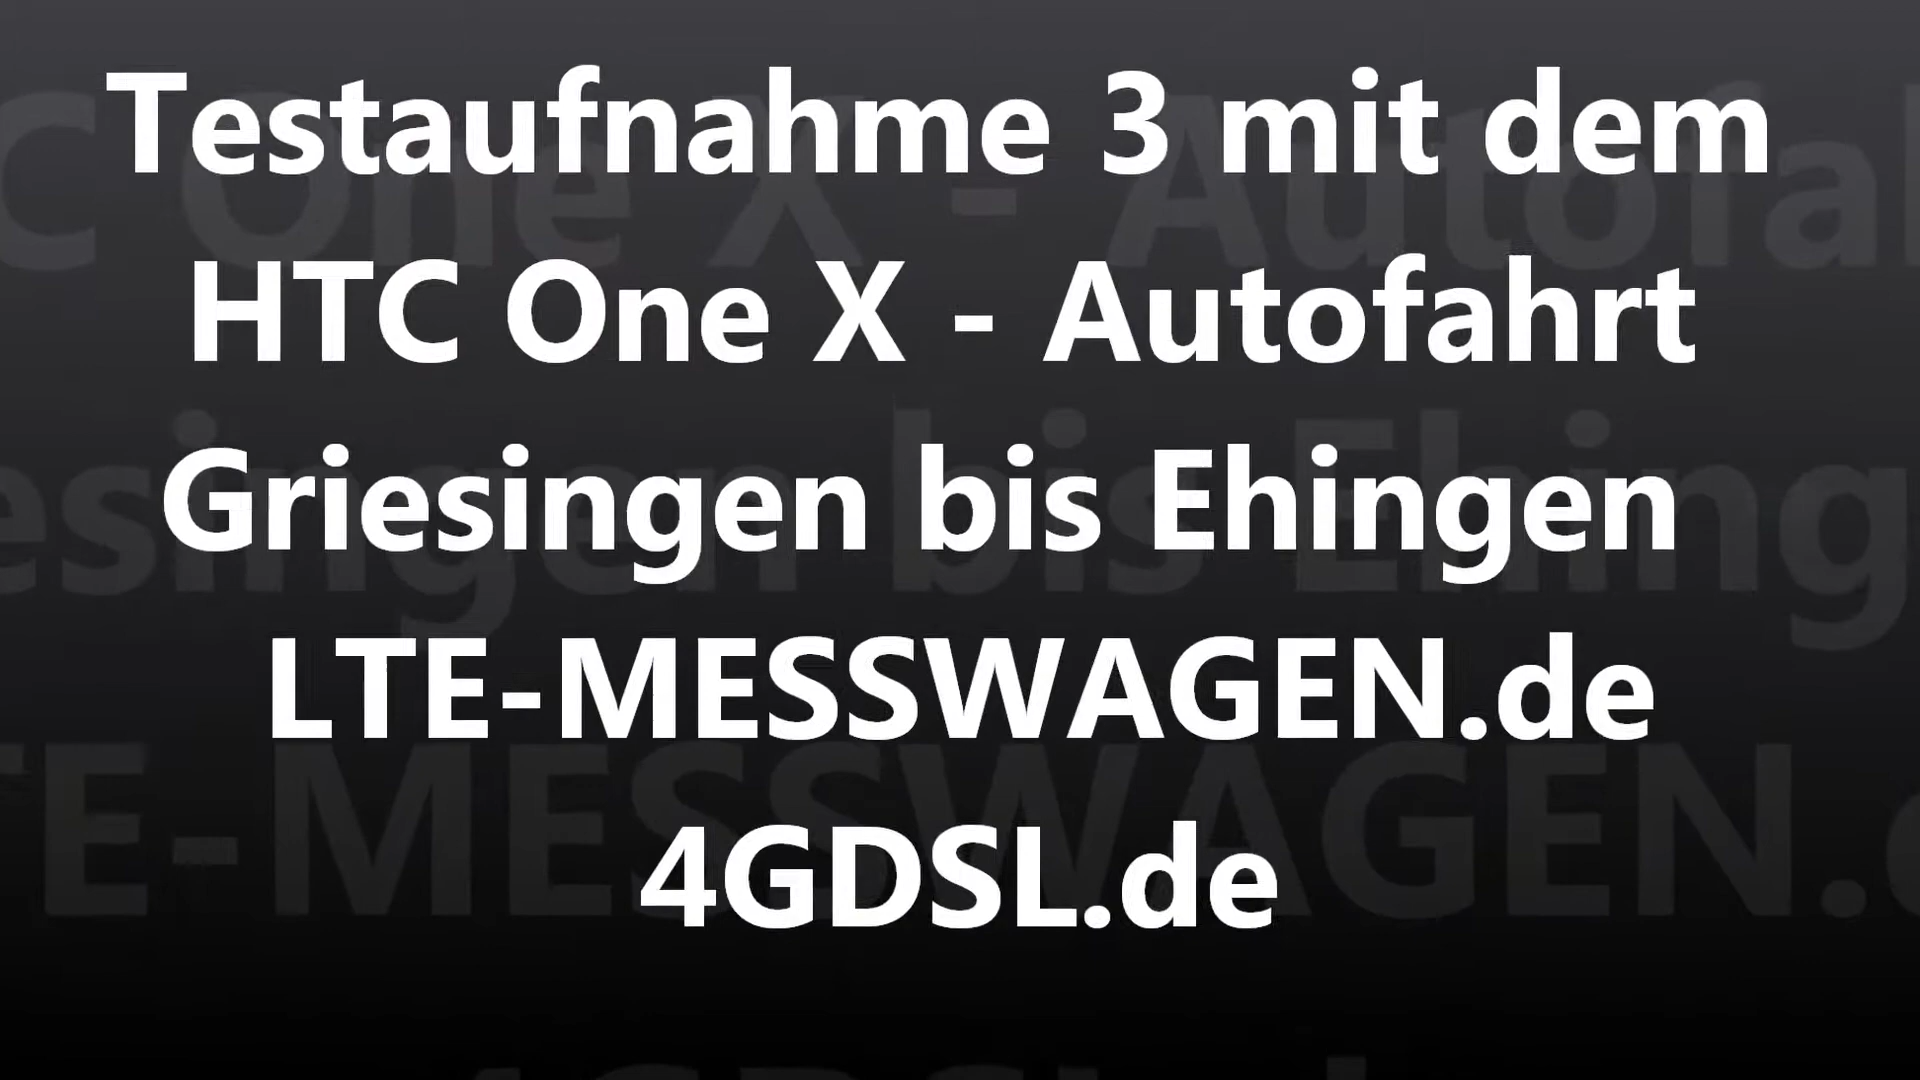 Testaufnahme 3 mit dem
HTC One X - Autofahrt
Griesingen bis Ehingen
LTE-MESSWAGEN.de
4GDSL.de